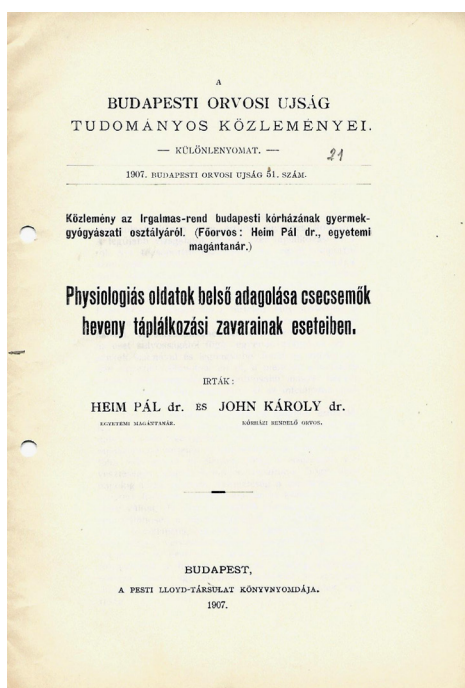 A
BUDAPESTI ORVOSI UJSÁG
TUDOMÁNYOS KÖZLEMÉNYEI.
— KÜLÖNLENYOMAT. —
21
1907. BUDAPESTI ORVOSI UJSÁG 51. SZÁM.
Közlemény az Irgalmas-rend budapesti kórházának gyermek-
gyógyászati osztályáról. (Főorvos: Heim Pál dr., egyetemi
magántanár.)
Physiologiás oldatok belső adagolása csecsemők
heveny táplálkozási zavarainak eseteiben.
IRTÁK:
HEIM PÁL dr. ÉS JOHN KÁROLY dr.
EGYETEMI MAGÁNTANÁR. KÓRHÁZI RENDELŐ ORVOS.
BUDAPEST,
A PESTI LLOYD-TÁRSULAT KÖNYVNYOMDÁJA.
1907.